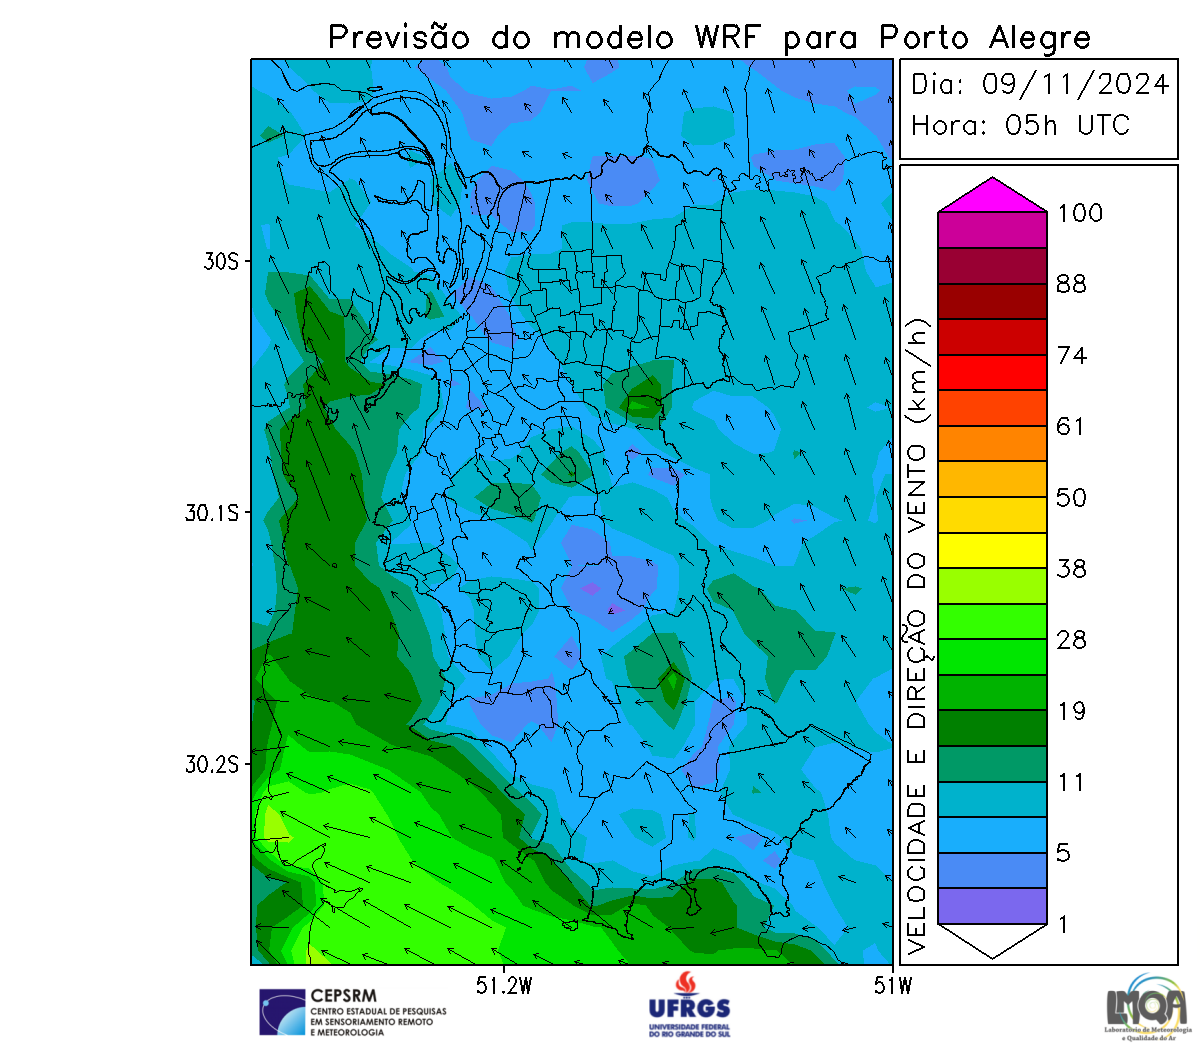 Previsão do modelo WRF para Porto Alegre
Dia: 09/11/2024
Hora: 05h UTC
30S
30.1S
30.2S
51.2W
51W
VELOCIDADE E DIREÇÃO DO VENTO (km/h)
100
88
74
61
50
38
28
19
11
5
1
CEPSRM
CENTRO ESTADUAL DE PESQUISAS
EM SENSORIAMENTO REMOTO
E METEOROLOGIA
UFRGS
UNIVERSIDADE FEDERAL
DO RIO GRANDE DO SUL
LMQA
Laboratório de Meteorologia
e Qualidade do Ar